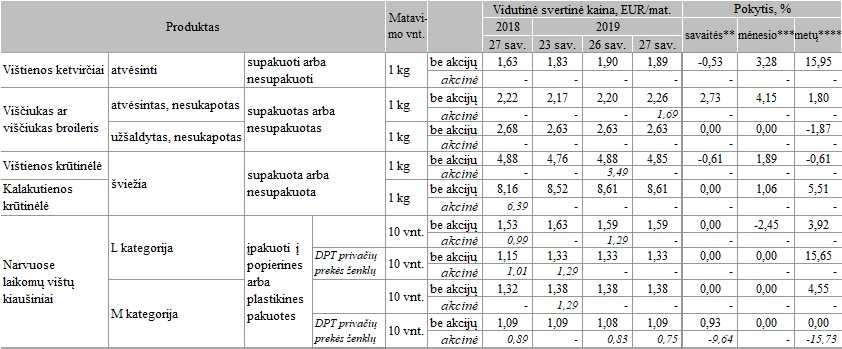 Produktas Matavi- mo vnt. Vidutinė svertinė kaina, EUR/mat. Pokytis, %
2018 2019 savaitės** mėnesio*** metų****
27 sav. 23 sav. 26 sav. 27 sav.
Vištienos ketvirčiai atvėsinti supakuoti arba nesupakuoti 1 kg be akcijų 1,63 1,83 1,90 1,89 -0,53 3,28 15,95
akcinė - - - - - - -
Viščiukas ar viščiukas broileris atvėsintas, nesukapotas supakuotas arba nesupakuotas 1 kg be akcijų 2,22 2,17 2,20 2,26 2,73 4,15 1,80
akcinė - - - 1,69 - - -
užšaldytas, nesukapotas 1 kg be akcijų 2,68 2,63 2,63 2,63 0,00 0,00 -1,87
akcinė - - - - - - -
Vištienos krūtinėlė šviežia supakuota arba nesupakuota 1 kg be akcijų 4,88 4,76 4,88 4,85 -0,61 1,89 -0,61
akcinė - - 3,49 - - - -
Kalakutienos krūtinėlė 1 kg be akcijų 8,16 8,52 8,61 8,61 0,00 1,06 5,51
akcinė 6,39 - - - - - -
Narvuose laikomų vištų kiaušiniai L kategorija įpakuoti į popierines arba plastikines pakuotes 10 vnt. be akcijų 1,53 1,63 1,59 1,59 0,00 -2,45 3,92
akcinė 0,99 - 1,29 - - - -
DPT privačių prekės ženklų 10 vnt. be akcijų 1,15 1,33 1,33 1,33 0,00 0,00 15,65
akcinė 1,01 1,29 - - - - -
M kategorija 10 vnt. be akcijų 1,32 1,38 1,38 1,38 0,00 0,00 4,55
akcinė - 1,29 - - - - -
DPT privačių prekės ženklų 10 vnt. be akcijų 1,09 1,09 1,08 1,09 0,93 0,00 0,00
akcinė 0,89 - 0,83 0,75 -9,64 - -15,73